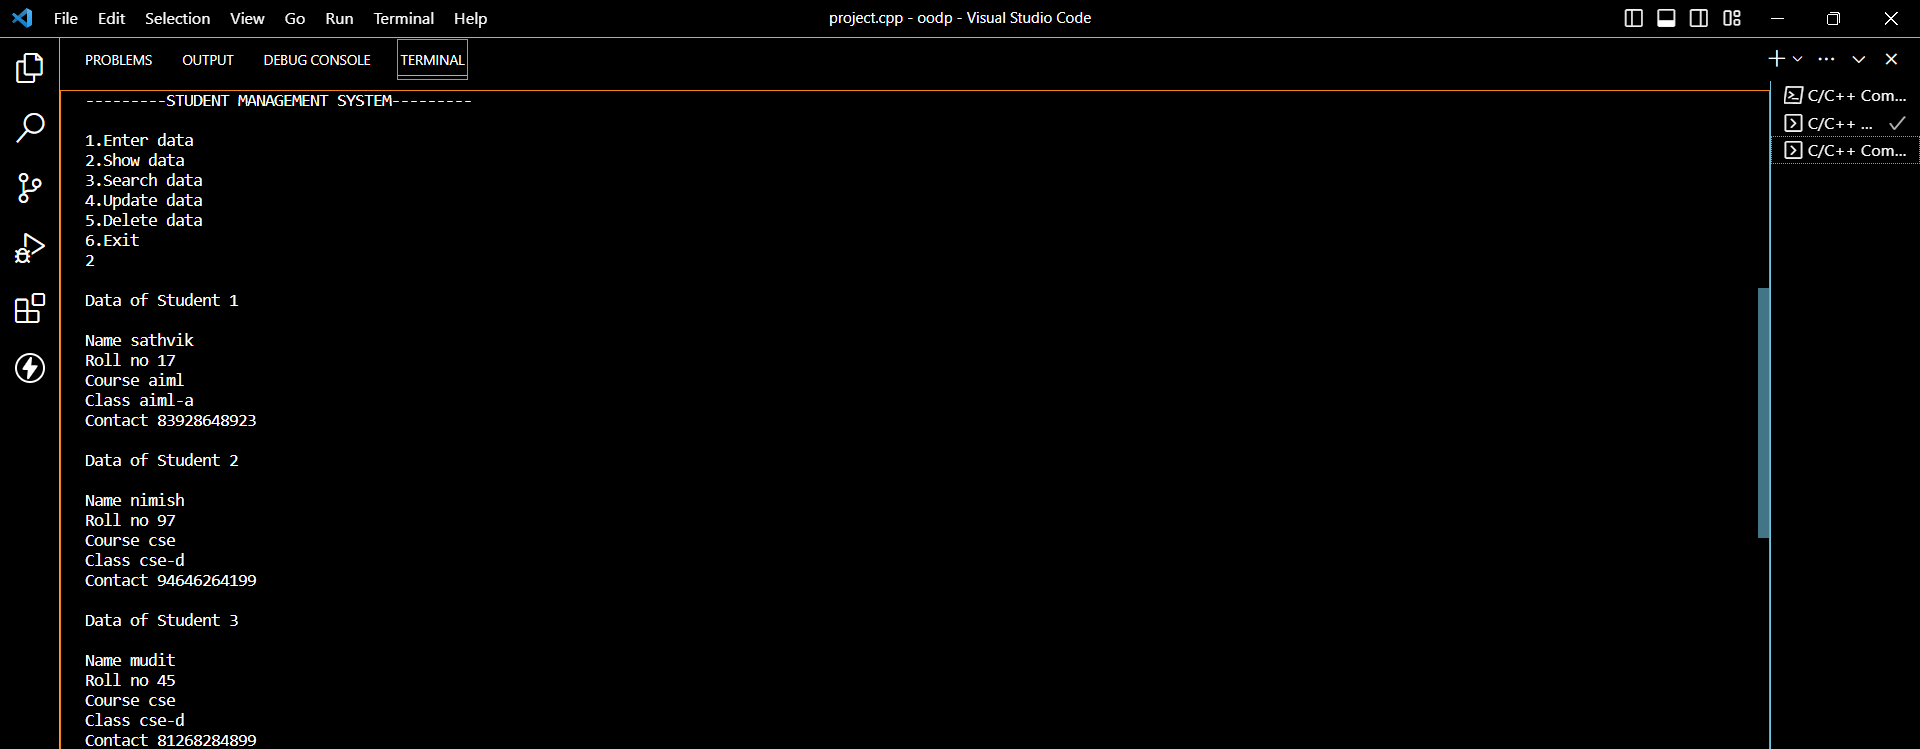 File Edit Selection View Go Run Terminal Help project.cpp - oodp - Visual Studio Code
PROBLEMS OUTPUT DEBUG CONSOLE TERMINAL
---------STUDENT MANAGEMENT SYSTEM---------
C/C++ Com...
C/C++ ...
C/C++ Com...
1.Enter data
2.Show data
3.Search data
4.Update data
5.Delete data
6.Exit
2
Data of Student 1
Name sathvik
Roll no 17
Course aiml
Class aiml-a
Contact 83928648923
Data of Student 2
Name nimish
Roll no 97
Course cse
Class cse-d
Contact 94646264199
Data of Student 3
Name mudit
Roll no 45
Course cse
Class cse-d
Contact 81268284899